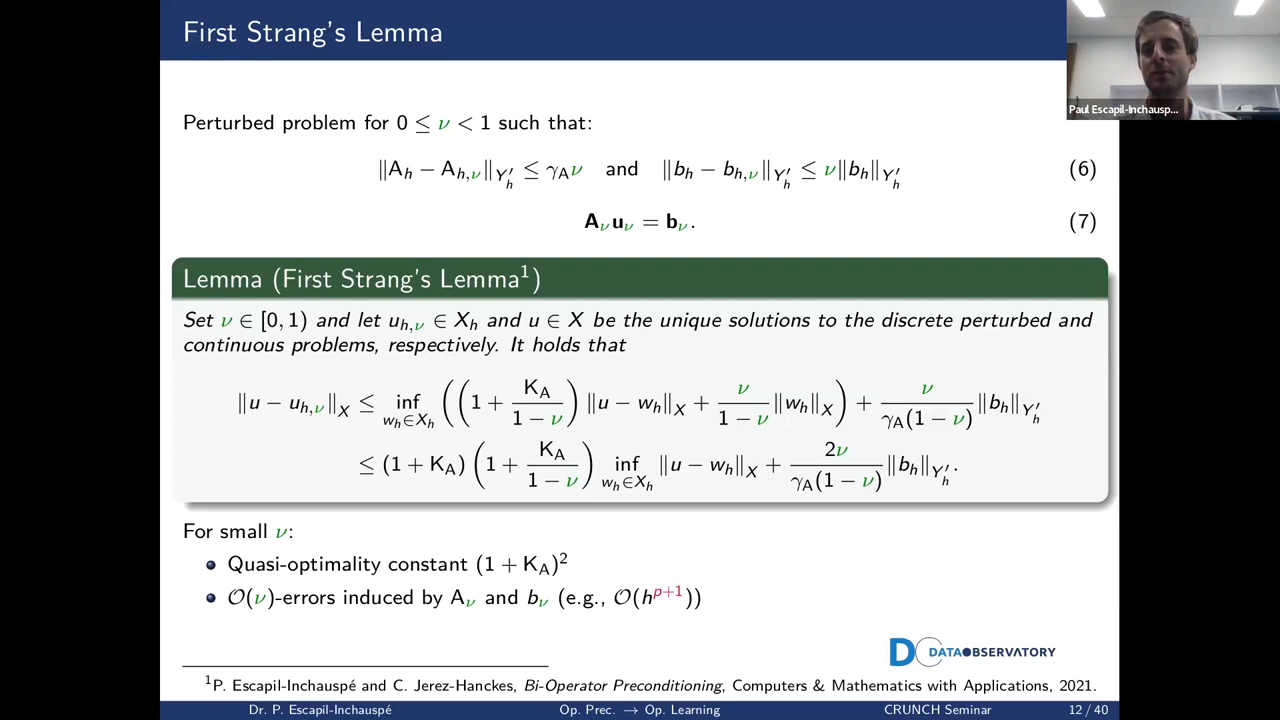 First Strang's Lemma
Paul Escapil-Inchausp...
Perturbed problem for 0 ≤ ν < 1 such that:
‖A_h − A_{h,ν}‖_{Y'_h} ≤ γ_A ν and ‖b_h − b_{h,ν}‖_{Y'_h} ≤ ν‖b_h‖_{Y'_h} (6)
A_ν u_ν = b_ν. (7)
Lemma (First Strang's Lemma¹)
Set ν ∈ [0, 1) and let u_{h,ν} ∈ X_h and u ∈ X be the unique solutions to the discrete perturbed and
continuous problems, respectively. It holds that
‖u − u_{h,ν}‖_X ≤ inf_{w_h∈X_h} ((1 + K_A/(1 − ν)) ‖u − w_h‖_X + ν/(1 − ν) ‖w_h‖_X) + ν/(γ_A(1 − ν)) ‖b_h‖_{Y'_h}
≤ (1 + K_A) (1 + K_A/(1 − ν)) inf_{w_h∈X_h} ‖u − w_h‖_X + 2ν/(γ_A(1 − ν)) ‖b_h‖_{Y'_h}.
For small ν:
Quasi-optimality constant (1 + K_A)²
O(ν)-errors induced by A_ν and b_ν (e.g., O(h^{p+1}))
DO DATAOBSERVATORY
¹P. Escapil-Inchauspé and C. Jerez-Hanckes, Bi-Operator Preconditioning, Computers & Mathematics with Applications, 2021.
Dr. P. Escapil-Inchauspé Op. Prec. → Op. Learning CRUNCH Seminar 12 / 40